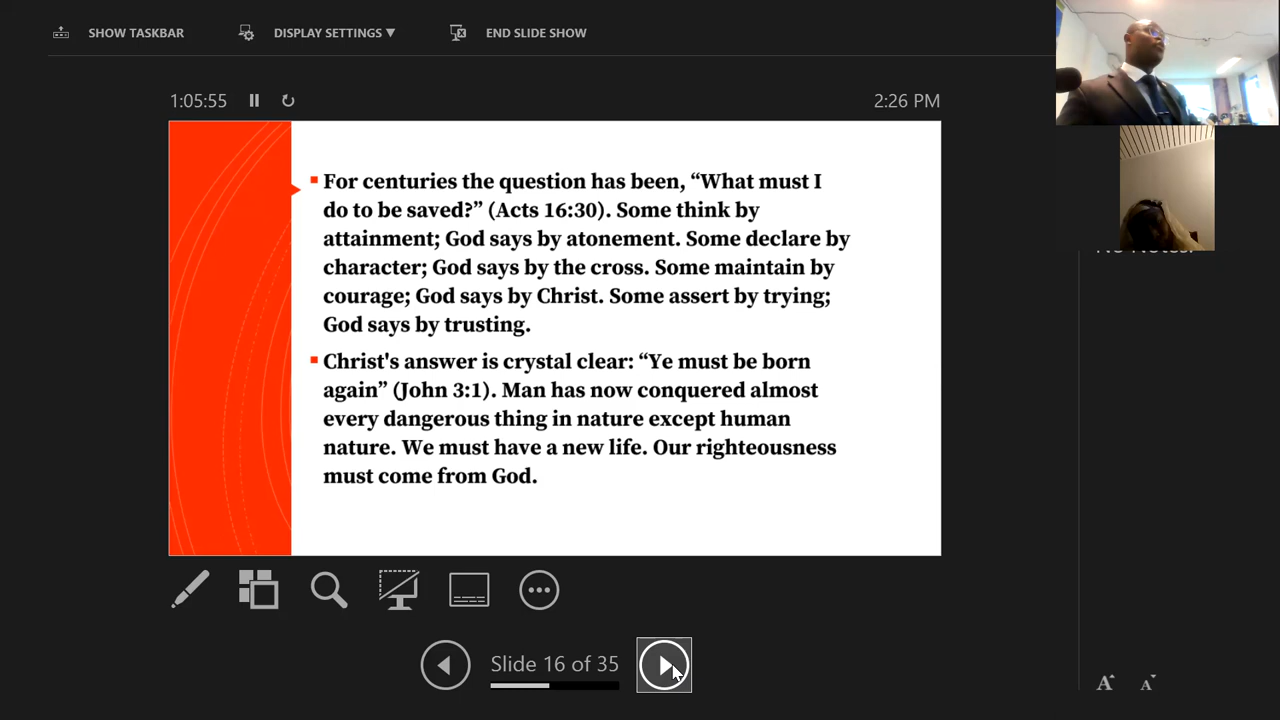 SHOW TASKBAR DISPLAY SETTINGS ▼ END SLIDE SHOW
1:05:55 2:26 PM
▪ For centuries the question has been, “What must I
do to be saved?” (Acts 16:30). Some think by
attainment; God says by atonement. Some declare by
character; God says by the cross. Some maintain by
courage; God says by Christ. Some assert by trying;
God says by trusting.
▪ Christ's answer is crystal clear: “Ye must be born
again” (John 3:1). Man has now conquered almost
every dangerous thing in nature except human
nature. We must have a new life. Our righteousness
must come from God.
No Notes.
Slide 16 of 35
A A